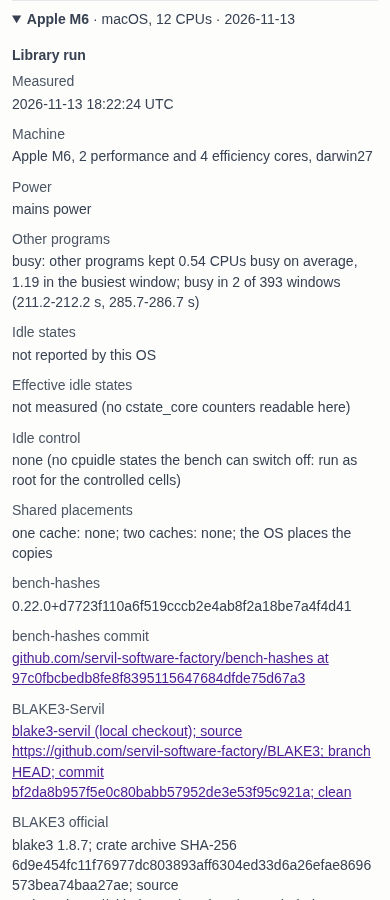 ▼ Apple M6 · macOS, 12 CPUs · 2026-11-13
Library run
Measured
2026-11-13 18:22:24 UTC
Machine
Apple M6, 2 performance and 4 efficiency cores, darwin27
Power
mains power
Other programs
busy: other programs kept 0.54 CPUs busy on average,
1.19 in the busiest window; busy in 2 of 393 windows
(211.2-212.2 s, 285.7-286.7 s)
Idle states
not reported by this OS
Effective idle states
not measured (no cstate_core counters readable here)
Idle control
none (no cpuidle states the bench can switch off: run as
root for the controlled cells)
Shared placements
one cache: none; two caches: none; the OS places the
copies
bench-hashes
0.22.0+d7723f110a6f519cccb2e4ab8f2a18be7a4f4d41
bench-hashes commit
github.com/servil-software-factory/bench-hashes at
97c0fbcbedb8fe8f8395115647684dfde75d67a3
BLAKE3-Servil
blake3-servil (local checkout); source
https://github.com/servil-software-factory/BLAKE3; branch
HEAD; commit
bf2da8b957f5e0c80babb57952de3e53f95c921a; clean
BLAKE3 official
blake3 1.8.7; crate archive SHA-256
6d9e454fc11f76977dc803893aff6304ed33d6a26efae8696
573bea74baa27ae; source